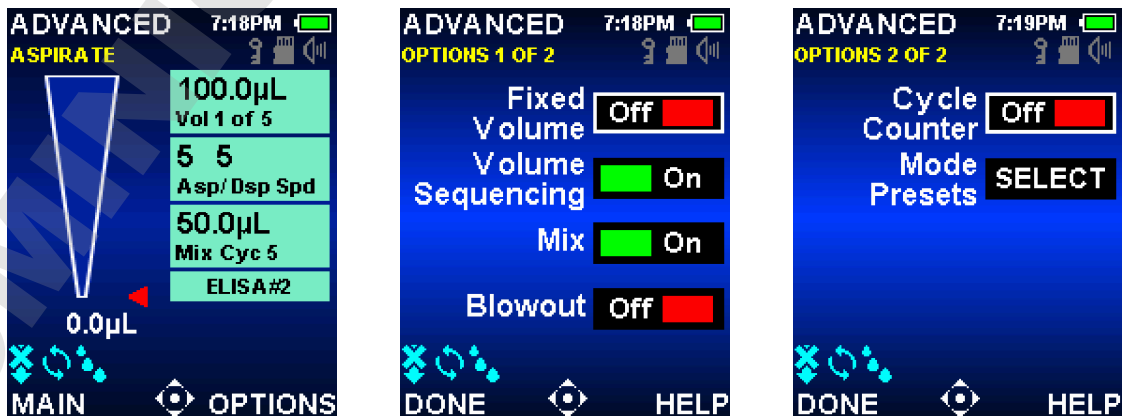 ADVANCED 7:18PM
ASPIRATE
100.0µL
Vol 1 of 5
5 5
Asp/Dsp Spd
50.0µL
Mix Cyc 5
ELISA#2
0.0µL
MAIN OPTIONS
ADVANCED 7:18PM
OPTIONS 1 OF 2
Fixed
Volume Off
Volume
Sequencing On
Mix On
Blowout Off
DONE HELP
ADVANCED 7:19PM
OPTIONS 2 OF 2
Cycle
Counter Off
Mode
Presets SELECT
DONE HELP